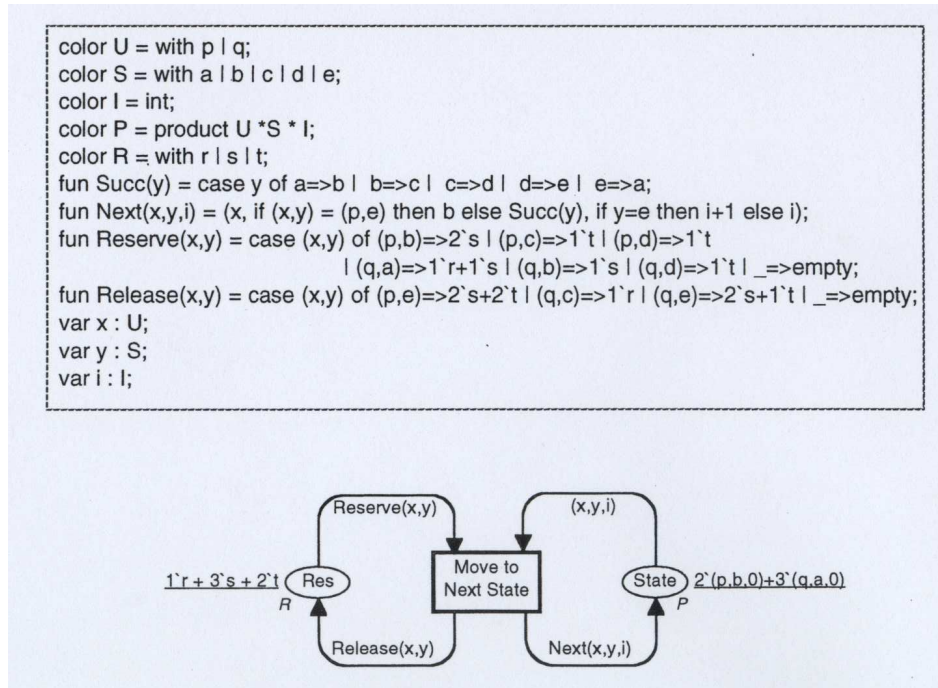 color U = with p | q;
color S = with a | b | c | d | e;
color I = int;
color P = product U *S * I;
color R = with r | s | t;
fun Succ(y) = case y of a=>b | b=>c | c=>d | d=>e | e=>a;
fun Next(x,y,i) = (x, if (x,y) = (p,e) then b else Succ(y), if y=e then i+1 else i);
fun Reserve(x,y) = case (x,y) of (p,b)=>2`s | (p,c)=>1`t | (p,d)=>1`t
| (q,a)=>1`r+1`s | (q,b)=>1`s | (q,d)=>1`t | _=>empty;
fun Release(x,y) = case (x,y) of (p,e)=>2`s+2`t | (q,c)=>1`r | (q,e)=>2`s+1`t | _=>empty;
var x : U;
var y : S;
var i : I;
Reserve(x,y)
(x,y,i)
1`r + 3`s + 2`t
Res
R
Move to
Next State
State
P
2`(p,b,0)+3`(q,a,0)
Release(x,y)
Next(x,y,i)